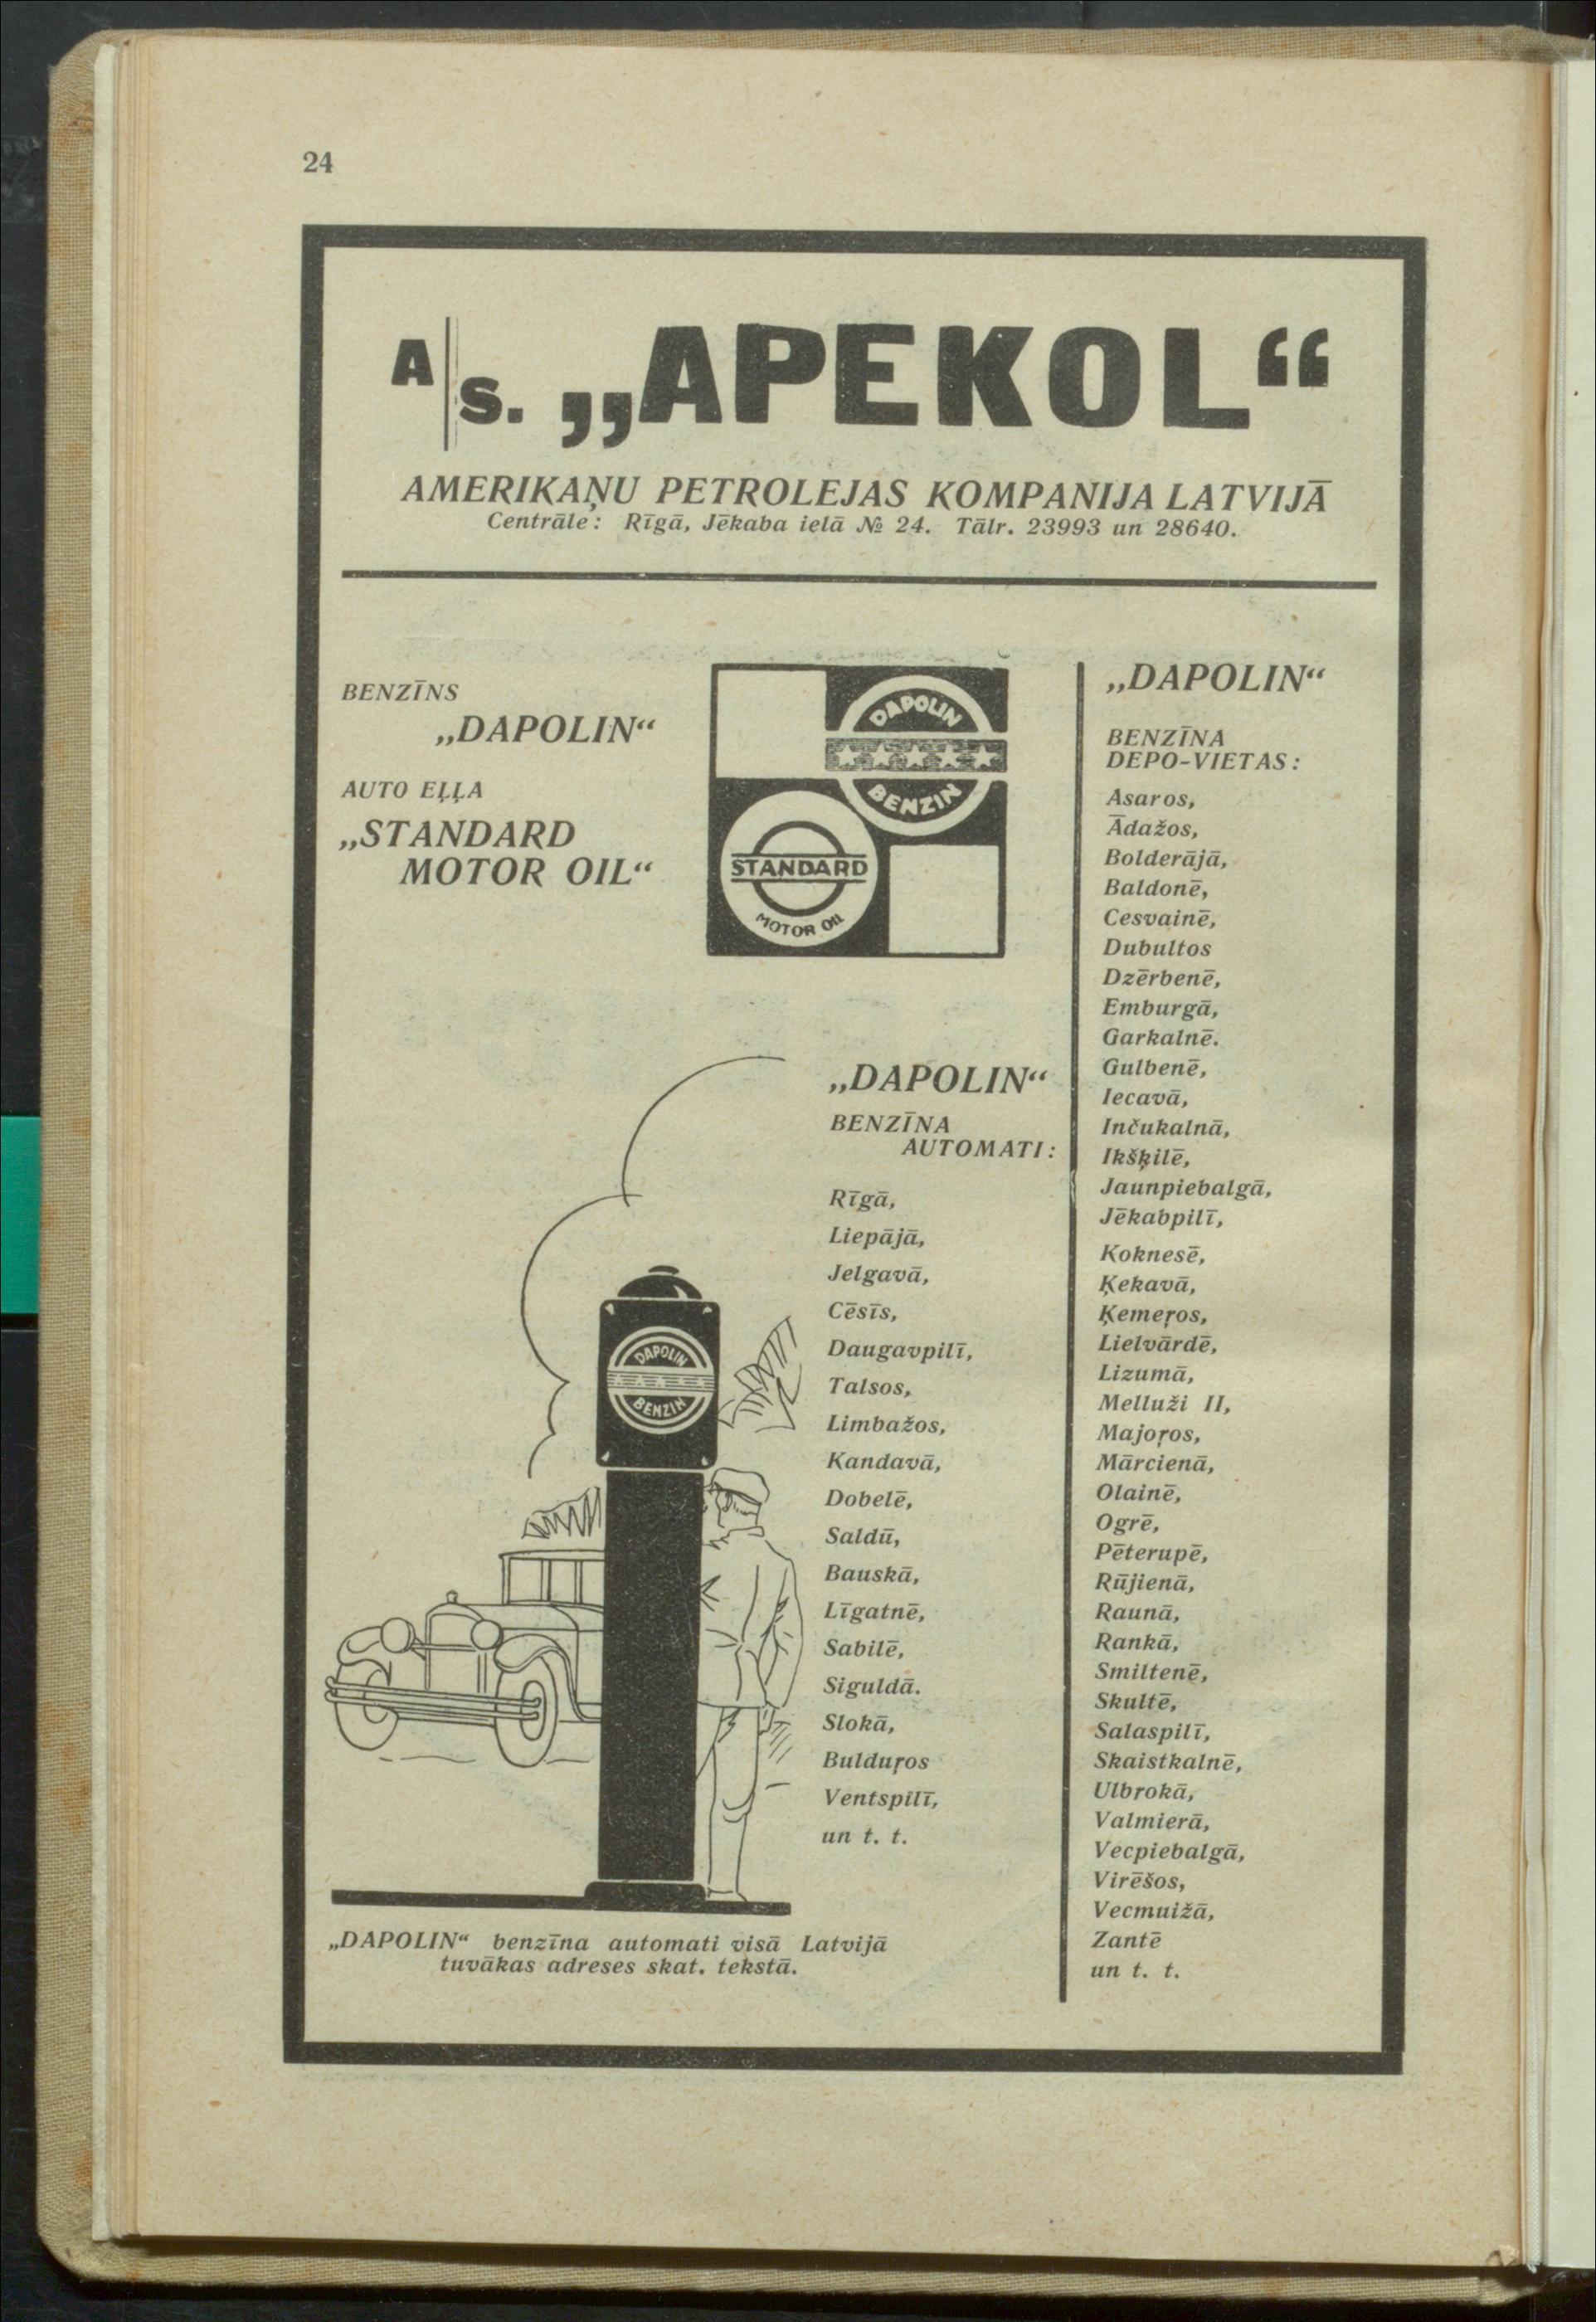 24
A/s. „APEKOL“
AMERIKAŅU PETROLEJAS KOMPANIJA LATVIJĀ
Centrāle: Rīgā, Jēkaba ielā № 24. Tālr. 23993 un 28640.
BENZĪNS
„DAPOLIN“
AUTO EĻĻA
„STANDARD
MOTOR OIL“
DAPOLIN
BENZIN
STANDARD
MOTOR OIL
„DAPOLIN“
BENZĪNA
AUTOMATI:
Rīgā,
Liepājā,
Jelgavā,
Cēsīs,
Daugavpilī,
Talsos,
Limbažos,
Kandavā,
Dobelē,
Saldū,
Bauskā,
Līgatnē,
Sabilē,
Siguldā.
Slokā,
Bulduŗos
Ventspilī,
un t. t.
DAPOLIN
BENZIN
„DAPOLIN“ benzīna automati visā Latvijā
tuvākas adreses skat. tekstā.
„DAPOLIN“
BENZĪNA
DEPO-VIETAS:
Asaros,
Ādažos,
Bolderājā,
Baldonē,
Cesvainē,
Dubultos
Dzērbenē,
Emburgā,
Garkalnē.
Gulbenē,
Iecavā,
Inčukalnā,
Ikšķilē,
Jaunpiebalgā,
Jēkabpilī,
Koknesē,
Ķekavā,
Ķemeŗos,
Lielvārdē,
Lizumā,
Melluži II,
Majoŗos,
Mārcienā,
Olainē,
Ogrē,
Pēterupē,
Rūjienā,
Raunā,
Rankā,
Smiltenē,
Skultē,
Salaspilī,
Skaistkalnē,
Ulbrokā,
Valmierā,
Vecpiebalgā,
Virēšos,
Vecmuižā,
Zantē
un t. t.